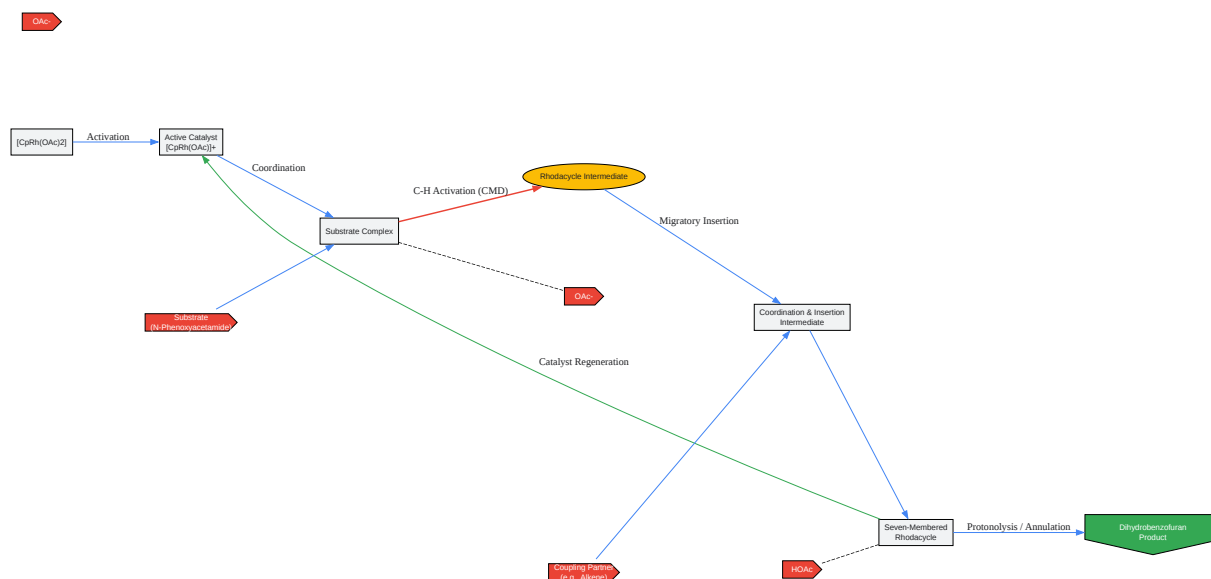 OAc-
[CpRh(OAc)2]
Activation
Active Catalyst
[CpRh(OAc)]+
Coordination
C-H Activation (CMD)
Rhodacycle Intermediate
Migratory Insertion
Substrate Complex
OAc-
Substrate
(N-Phenoxyacetamide)
Coordination & Insertion
Intermediate
Catalyst Regeneration
Seven-Membered
Rhodacycle
Protonolysis / Annulation
Dihydrobenzofuran
Product
HOAc
Coupling Partner
(e.g., Alkene)